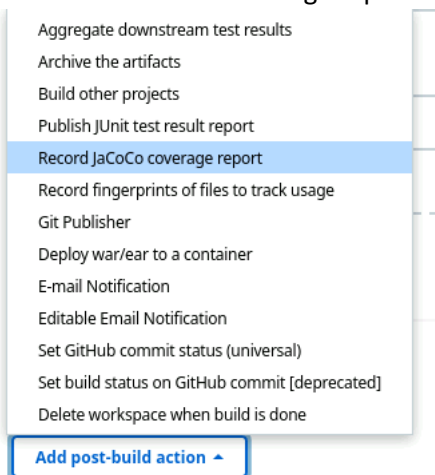 Aggregate downstream test results
Archive the artifacts
Build other projects
Publish JUnit test result report
Record JaCoCo coverage report
Record fingerprints of files to track usage
Git Publisher
Deploy war/ear to a container
E-mail Notification
Editable Email Notification
Set GitHub commit status (universal)
Set build status on GitHub commit [deprecated]
Delete workspace when build is done
Add post-build action